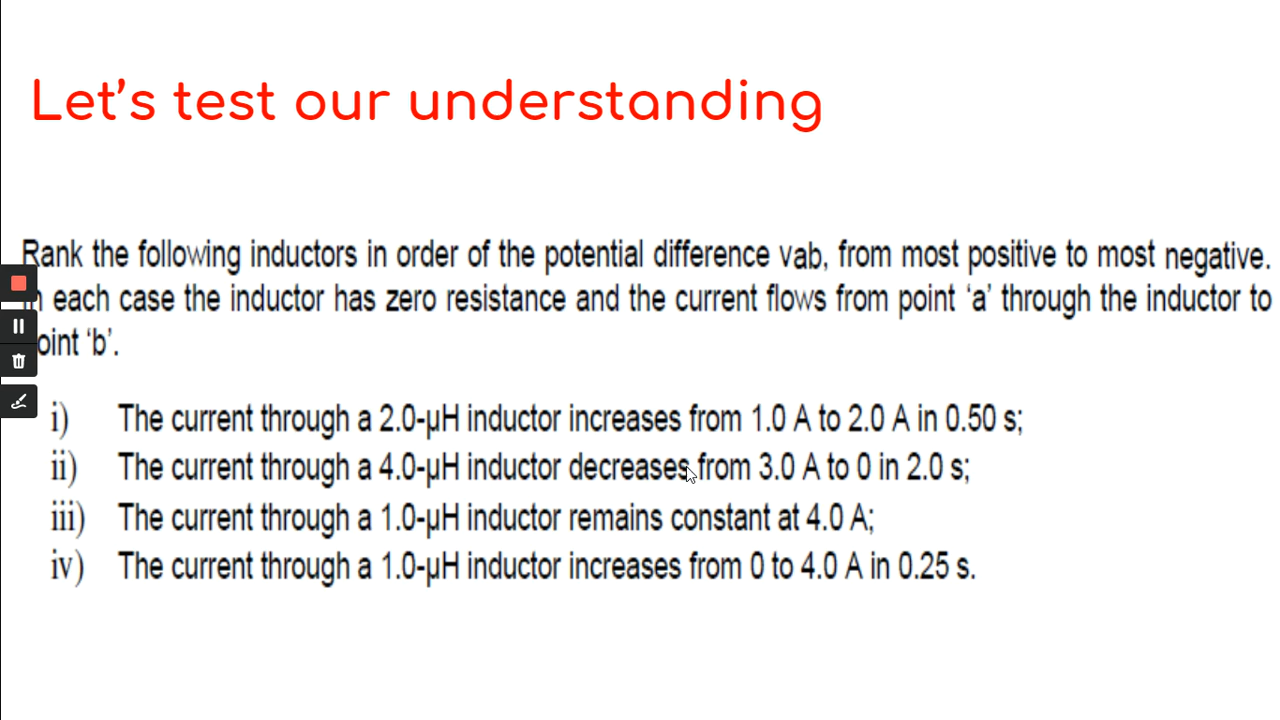 Let's test our understanding
Rank the following inductors in order of the potential difference vab, from most positive to most negative.
each case the inductor has zero resistance and the current flows from point ‘a’ through the inductor to
‘b’.
i) The current through a 2.0-μH inductor increases from 1.0 A to 2.0 A in 0.50 s;
ii) The current through a 4.0-μH inductor decreases from 3.0 A to 0 in 2.0 s;
iii) The current through a 1.0-μH inductor remains constant at 4.0 A;
iv) The current through a 1.0-μH inductor increases from 0 to 4.0 A in 0.25 s.